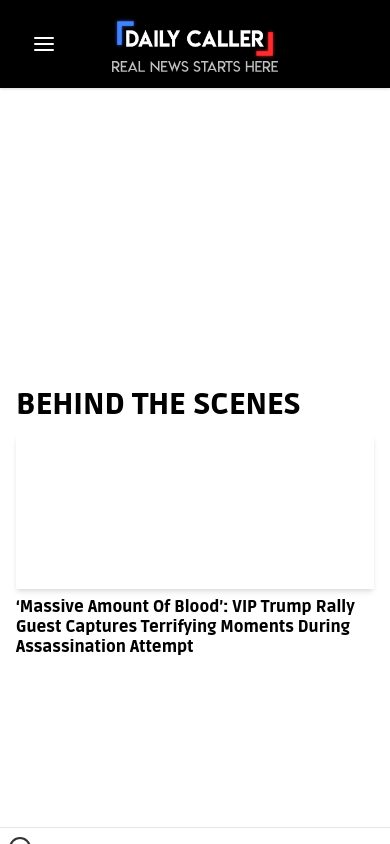 DAILY CALLER
REAL NEWS STARTS HERE
BEHIND THE SCENES
‘Massive Amount Of Blood’: VIP Trump Rally
Guest Captures Terrifying Moments During
Assassination Attempt